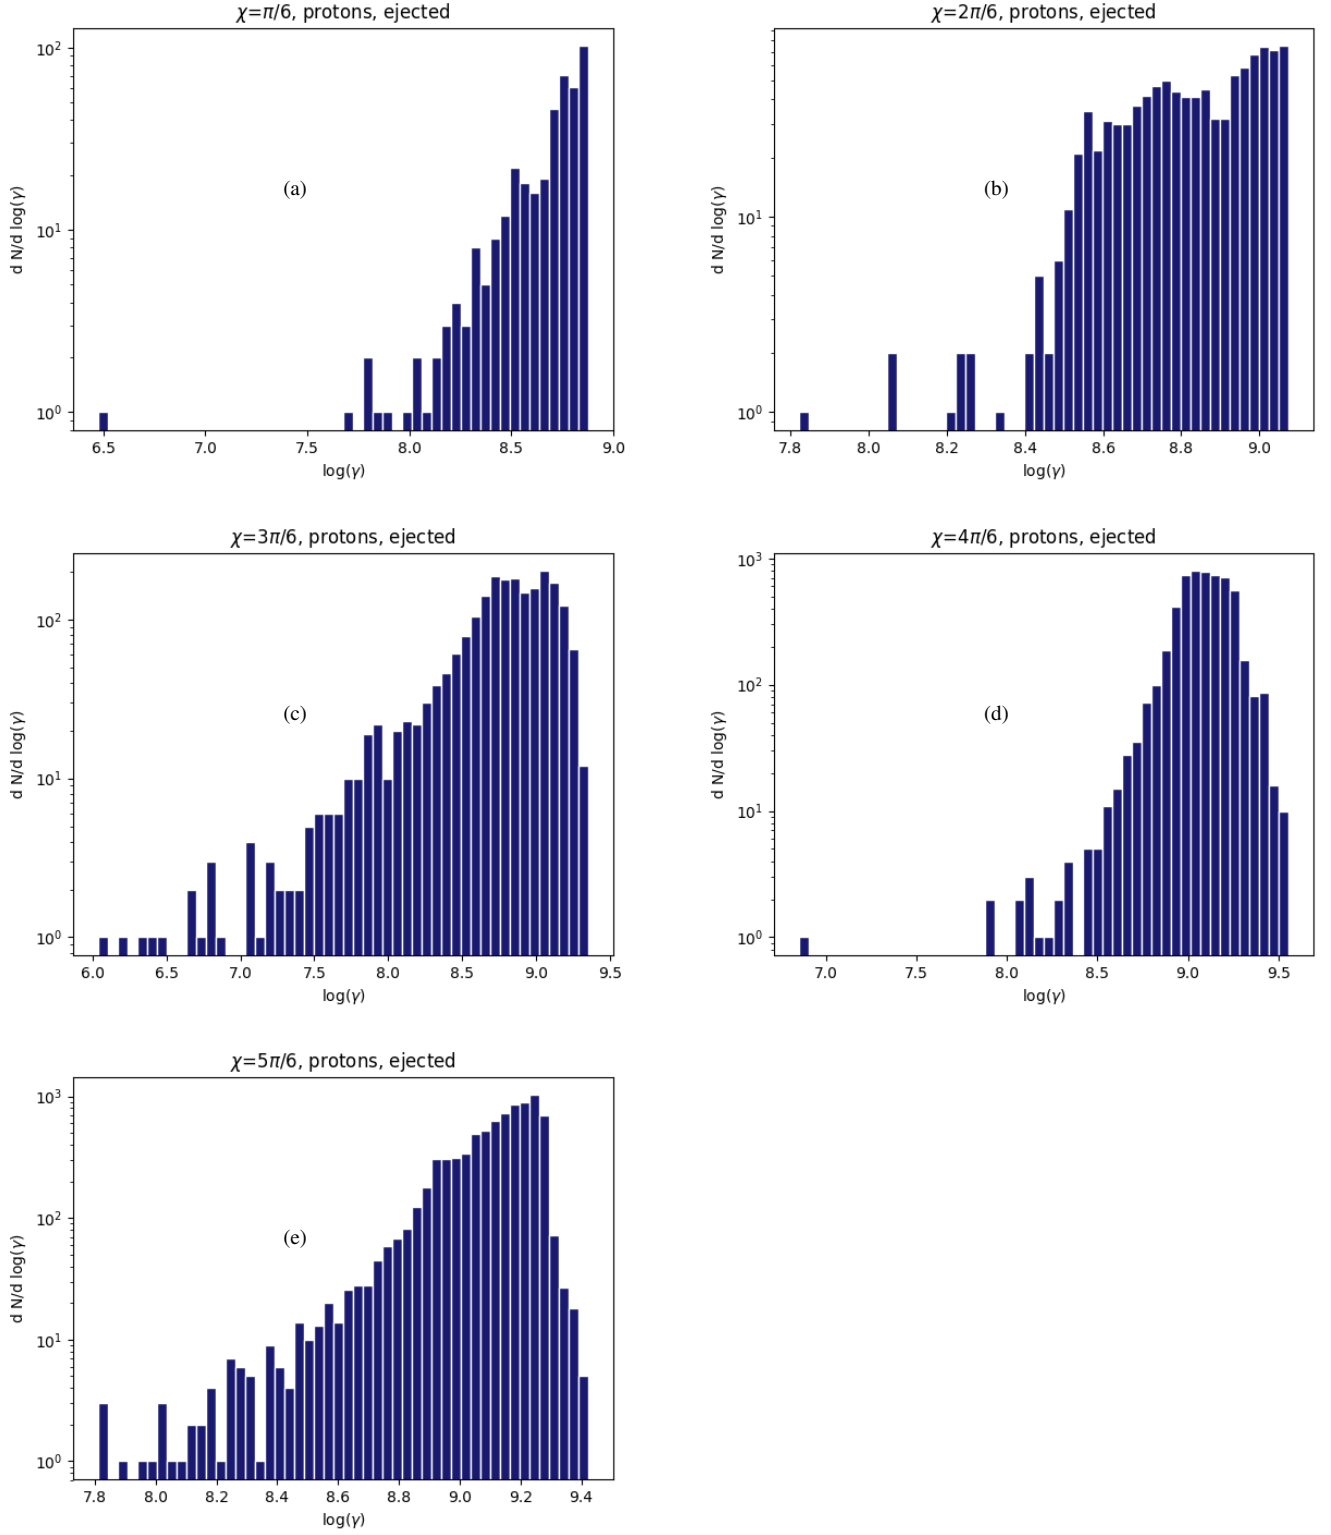 χ=π/6, protons, ejected
10²
10¹
10⁰
d N/d log(γ)
(a)
6.5 7.0 7.5 8.0 8.5 9.0
log(γ)
χ=2π/6, protons, ejected
10¹
10⁰
d N/d log(γ)
(b)
7.8 8.0 8.2 8.4 8.6 8.8 9.0
log(γ)
χ=3π/6, protons, ejected
10²
10¹
10⁰
d N/d log(γ)
(c)
6.0 6.5 7.0 7.5 8.0 8.5 9.0 9.5
log(γ)
χ=4π/6, protons, ejected
10³
10²
10¹
10⁰
d N/d log(γ)
(d)
7.0 7.5 8.0 8.5 9.0 9.5
log(γ)
χ=5π/6, protons, ejected
10³
10²
10¹
10⁰
d N/d log(γ)
(e)
7.8 8.0 8.2 8.4 8.6 8.8 9.0 9.2 9.4
log(γ)